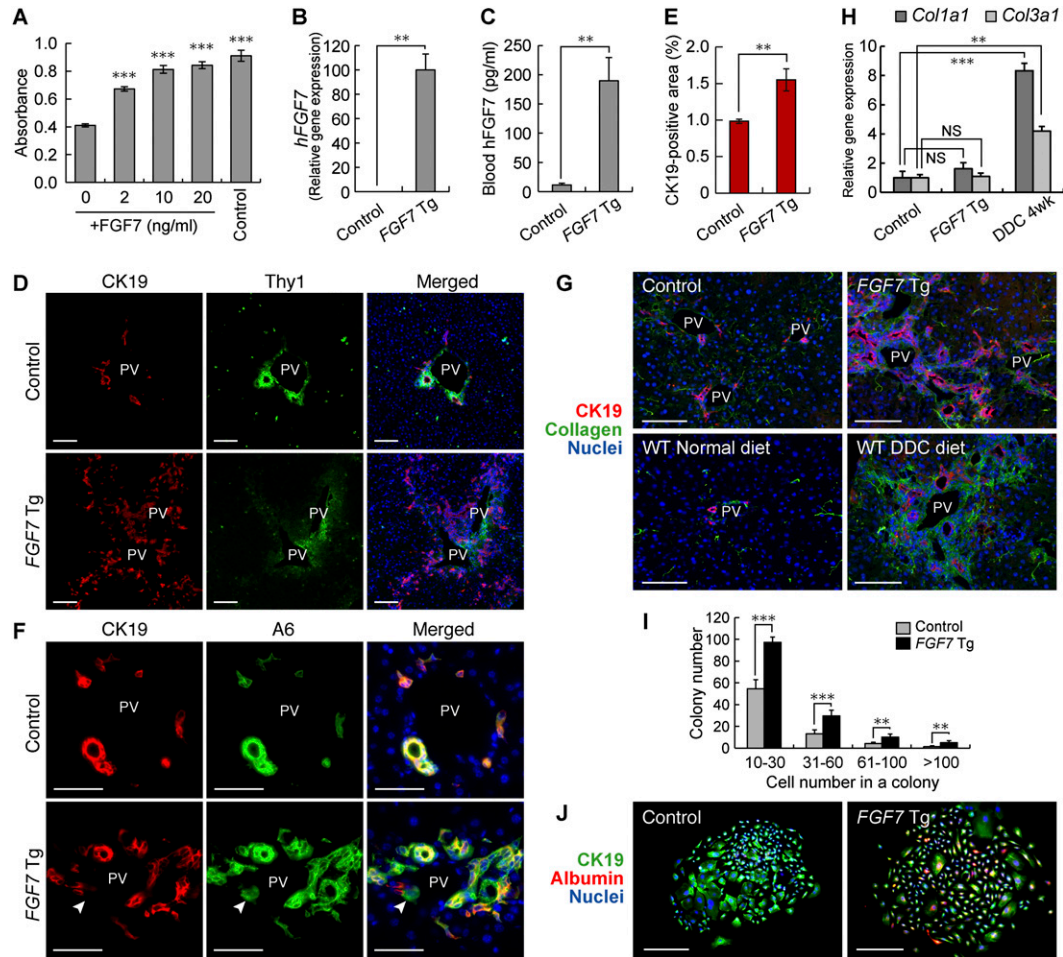 A
Absorbance
1.0
0.8
0.6
0.4
0.2
0.0
***
***
***
***
0
2
10
20
Control
+FGF7 (ng/ml)
B
hFGF7
(Relative gene expression)
120
100
80
60
40
20
0
**
Control
FGF7 Tg
C
Blood hFGF7 (pg/ml)
250
200
150
100
50
0
**
Control
FGF7 Tg
E
CK19-positive area (%)
2.0
1.5
1.0
0.5
0
**
Control
FGF7 Tg
H
Col1a1
Col3a1
Relative gene expression
10
8
6
4
2
0
**
***
NS
NS
Control
FGF7 Tg
DDC 4wk
D
CK19
Thy1
Merged
Control
PV
PV
PV
FGF7 Tg
PV
PV
PV
PV
PV
PV
F
CK19
A6
Merged
Control
PV
PV
PV
FGF7 Tg
PV
PV
PV
G
CK19
Collagen
Nuclei
Control
PV
PV
PV
FGF7 Tg
PV
PV
WT Normal diet
PV
WT DDC diet
PV
I
Colony number
120
100
80
60
40
20
0
***
***
**
**
Control
FGF7 Tg
10-30
31-60
61-100
>100
Cell number in a colony
J
CK19
Albumin
Nuclei
Control
FGF7 Tg